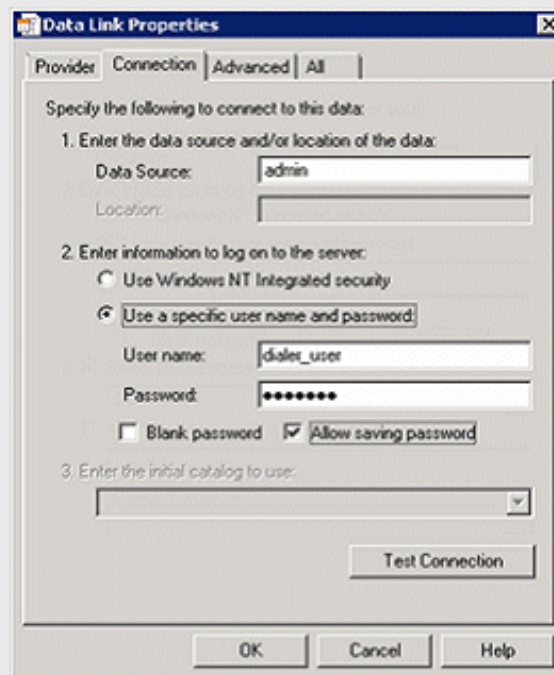 Data Link Properties
Provider Connection Advanced All
Specify the following to connect to this data:
1. Enter the data source and/or location of the data:
Data Source: admin
Location:
2. Enter information to log on to the server:
Use Windows NT Integrated security
Use a specific user name and password:
User name: dialer_user
Password: •••••••
Blank password Allow saving password
3. Enter the initial catalog to use:
Test Connection
OK Cancel Help